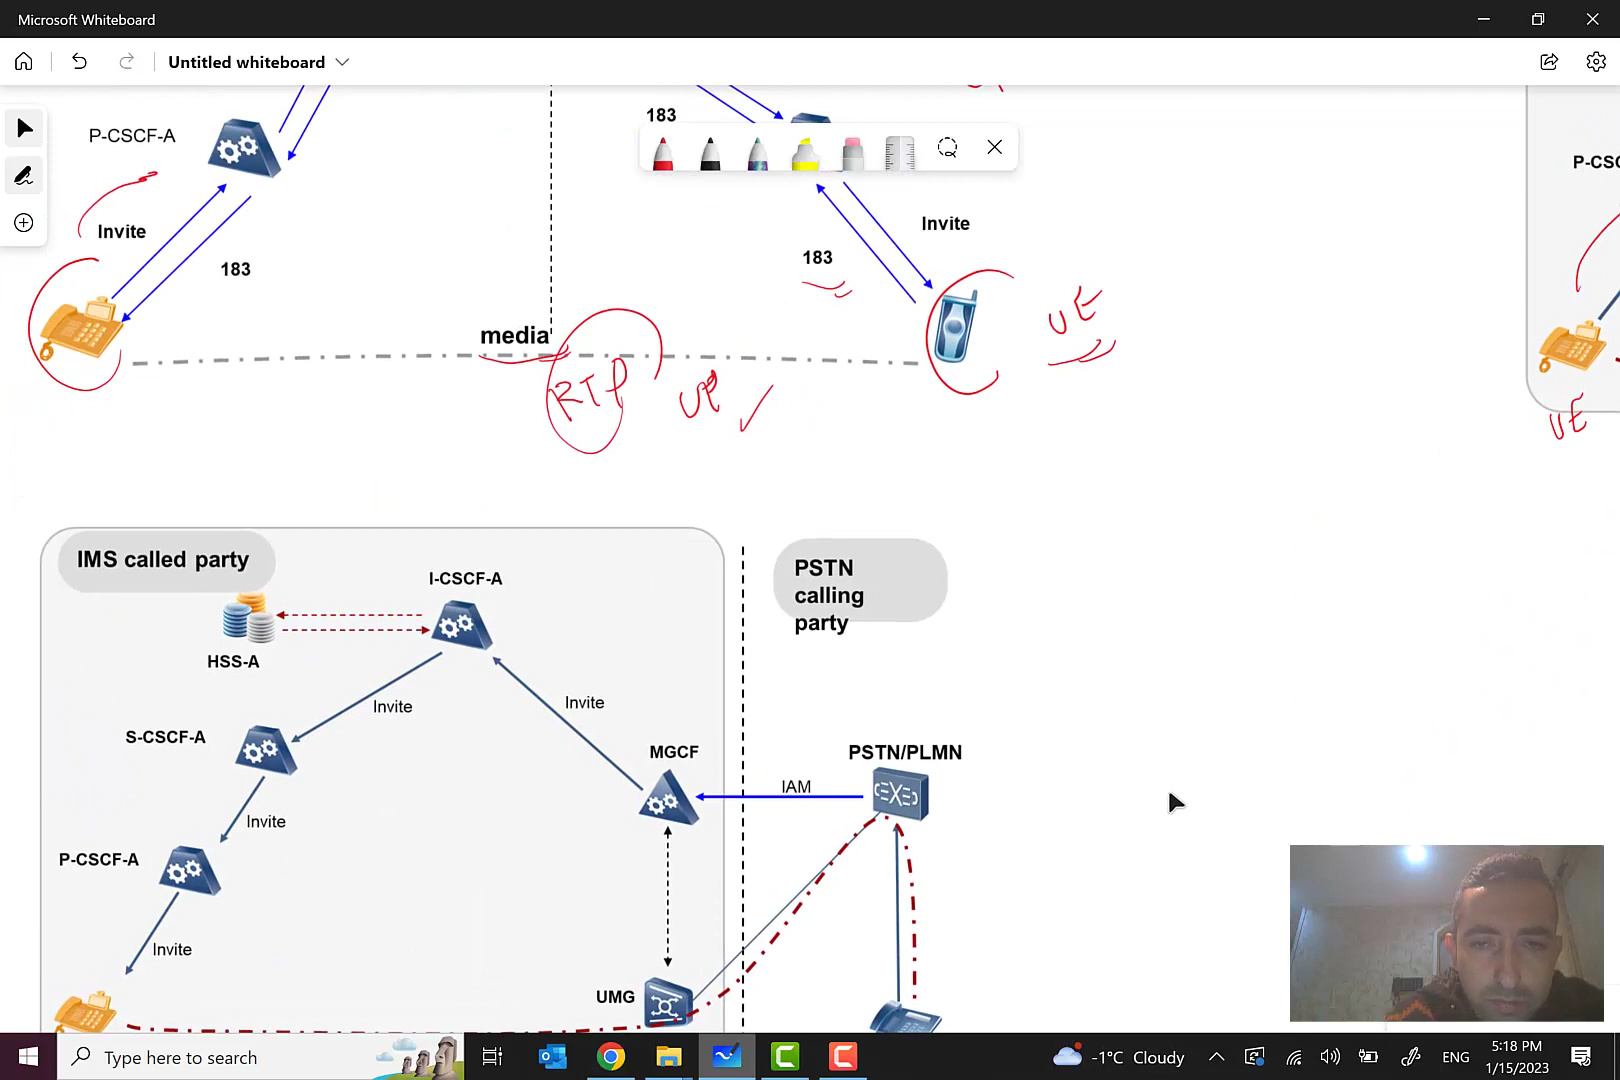 Microsoft Whiteboard
Untitled whiteboard
P-CSCF-A
183
P-CSC
Invite
Invite
183
183
UE
media
RTP
UP
UE
IMS called party
PSTN
calling
party
I-CSCF-A
HSS-A
Invite
Invite
S-CSCF-A
MGCF
PSTN/PLMN
IAM
Invite
P-CSCF-A
Invite
UMG
Type here to search
-1°C Cloudy
ENG
5:18 PM
1/15/2023